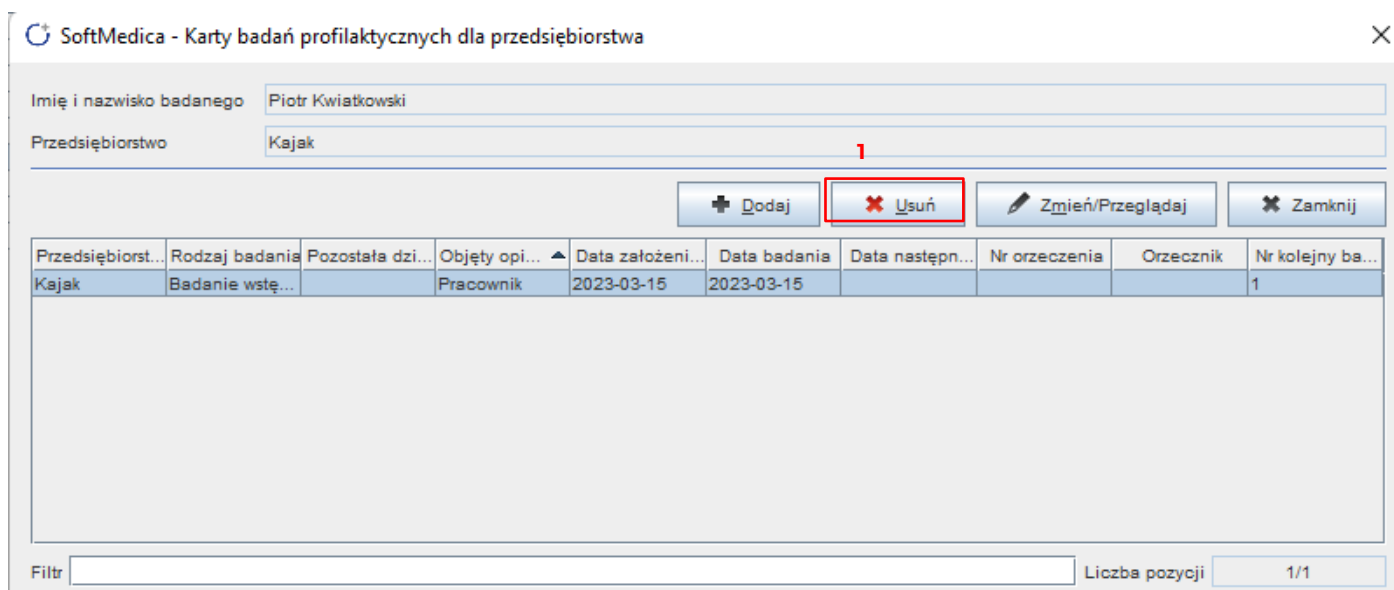 SoftMedica - Karty badań profilaktycznych dla przedsiębiorstwa
Imię i nazwisko badanego Piotr Kwiatkowski
Przedsiębiorstwo Kajak
1
Dodaj Usuń Zmień/Przeglądaj Zamknij
Przedsiębiorst... Rodzaj badania Pozostała dzi... Objęty opi... Data założeni... Data badania Data następn... Nr orzeczenia Orzecznik Nr kolejny ba...
Kajak Badanie wstę... Pracownik 2023-03-15 2023-03-15 1
Filtr Liczba pozycji 1/1